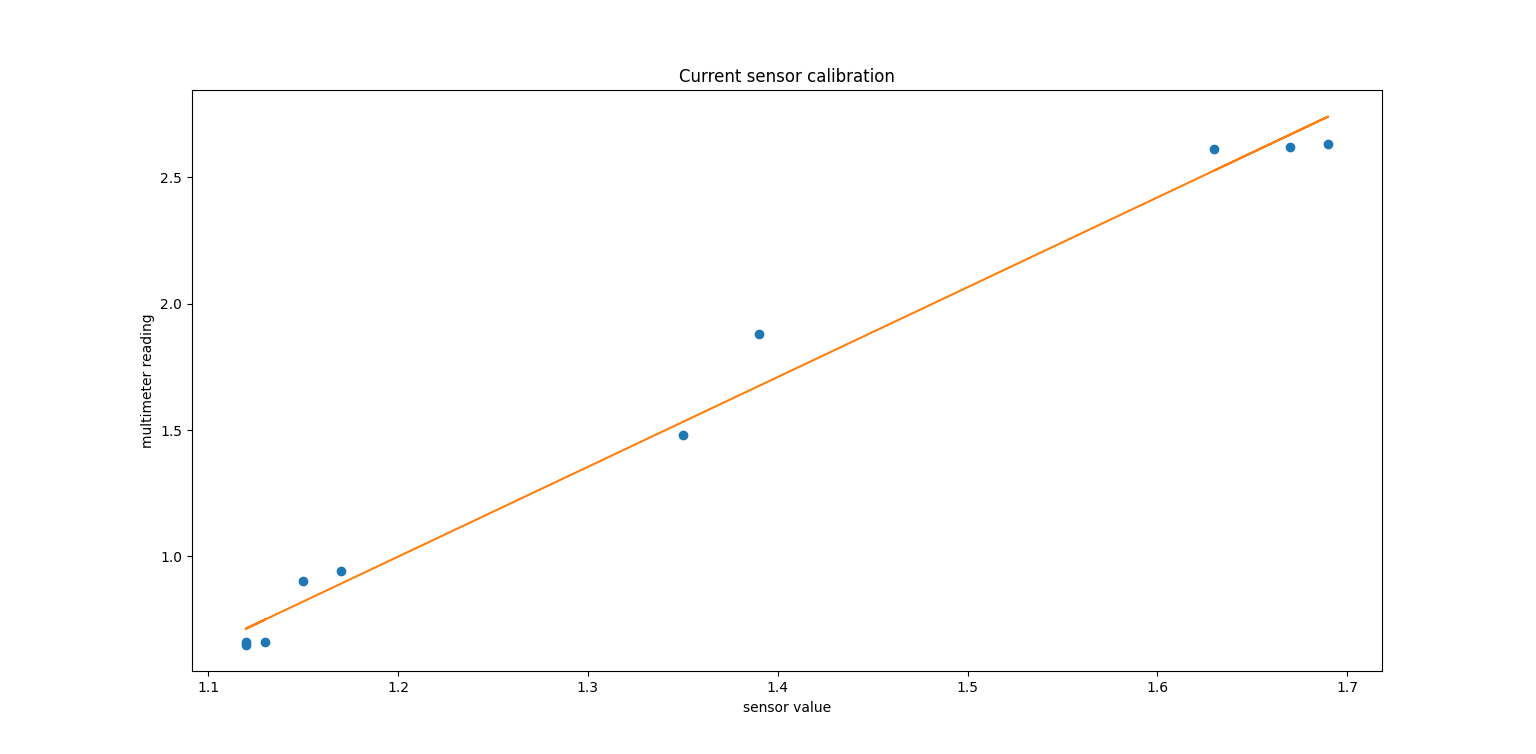 Current sensor calibration
multimeter reading
2.5
2.0
1.5
1.0
1.1 1.2 1.3 1.4 1.5 1.6 1.7
sensor value